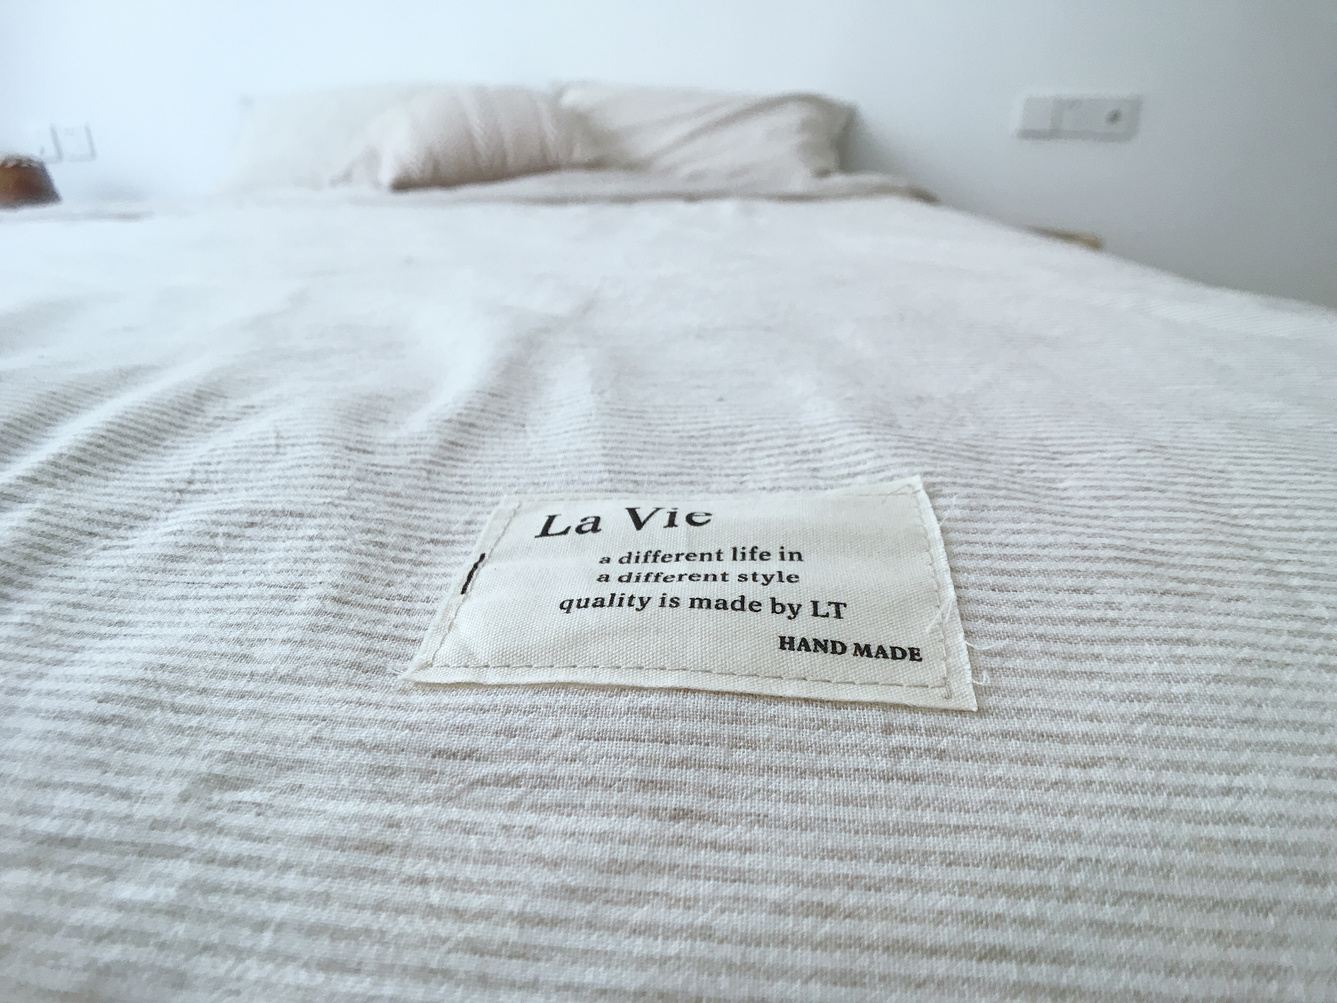 La Vie
a different life in
a different style
quality is made by LT
HAND MADE